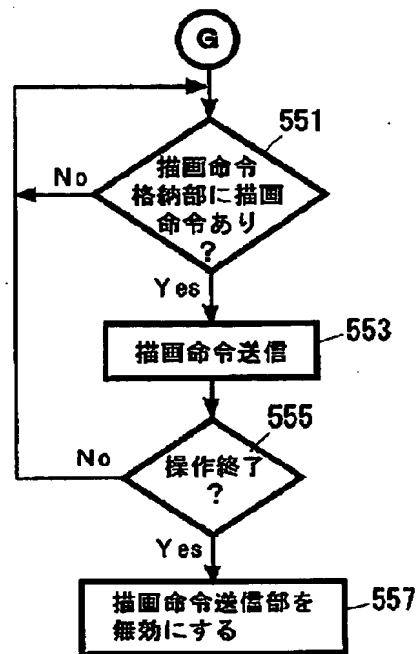 G
551
描画命令
格納部に描画
命令あり
?
No
Yes
553
描画命令送信
555
操作終了
?
No
Yes
557
描画命令送信部を
無効にする